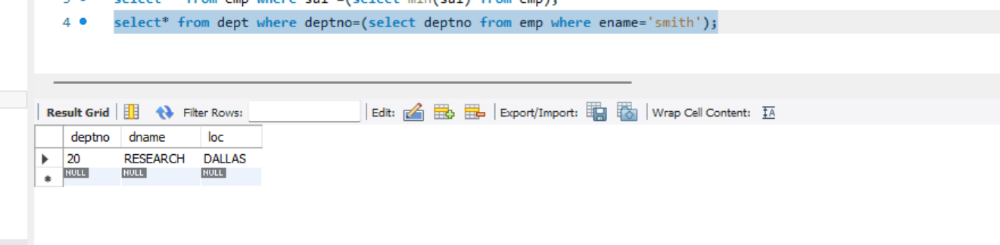 select * from emp where sal =(select min(sal) from emp);
4 select* from dept where deptno=(select deptno from emp where ename='smith');
Result Grid Filter Rows: Edit: Export/Import: Wrap Cell Content: IA
deptno dname loc
20 RESEARCH DALLAS
NULL NULL NULL